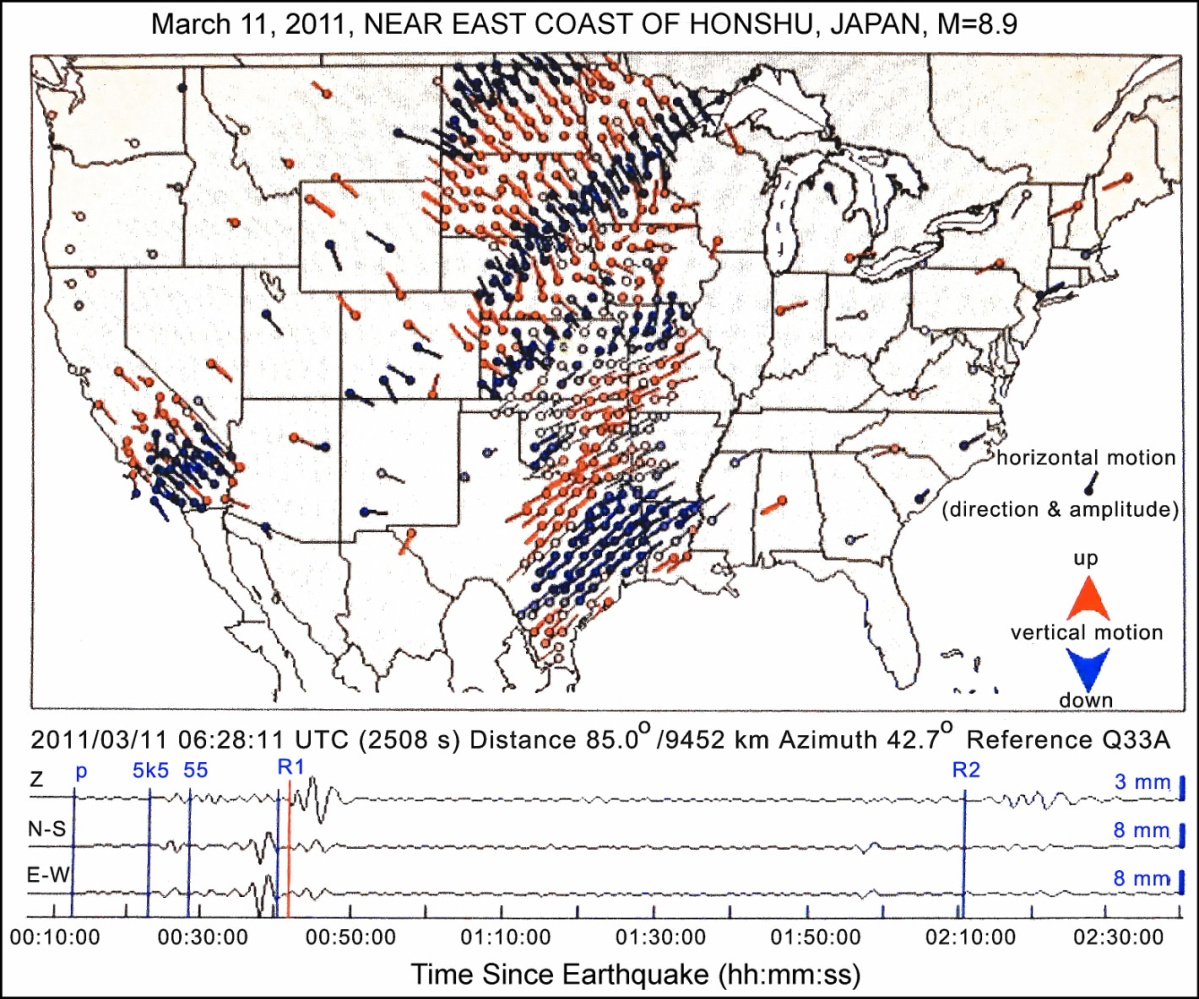 March 11, 2011, NEAR EAST COAST OF HONSHU, JAPAN, M=8.9
horizontal motion
(direction & amplitude)
up
vertical motion
down
2011/03/11 06:28:11 UTC (2508 s) Distance 85.0° /9452 km Azimuth 42.7° Reference Q33A
p 5k5 55 R1 R2
Z 3 mm
N-S 8 mm
E-W 8 mm
00:10:00 00:30:00 00:50:00 01:10:00 01:30:00 01:50:00 02:10:00 02:30:00
Time Since Earthquake (hh:mm:ss)